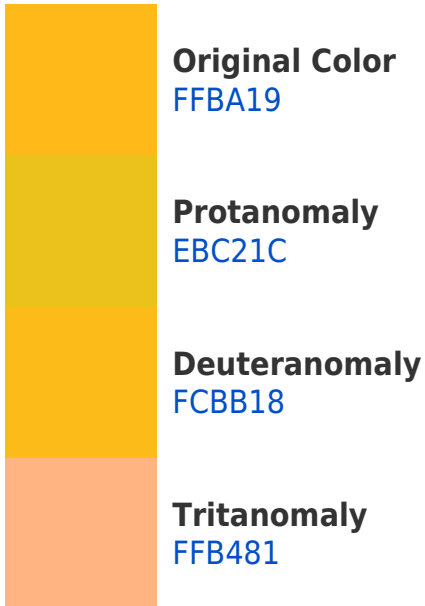 Original Color
FFBA19
Protanomaly
EBC21C
Deuteranomaly
FCBB18
Tritanomaly
FFB481